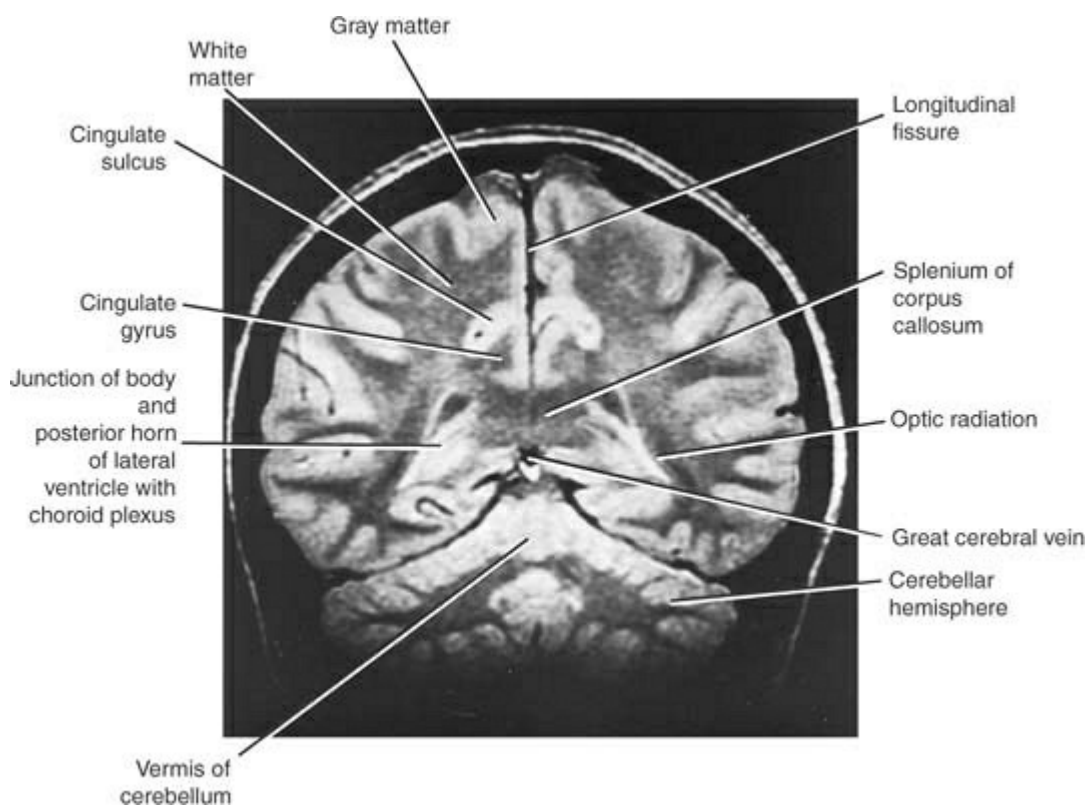 Gray matter
White
matter
Cingulate
sulcus
Cingulate
gyrus
Junction of body
and
posterior horn
of lateral
ventricle with
choroid plexus
Vermis of
cerebellum
Longitudinal
fissure
Splenium of
corpus
callosum
Optic radiation
Great cerebral vein
Cerebellar
hemisphere